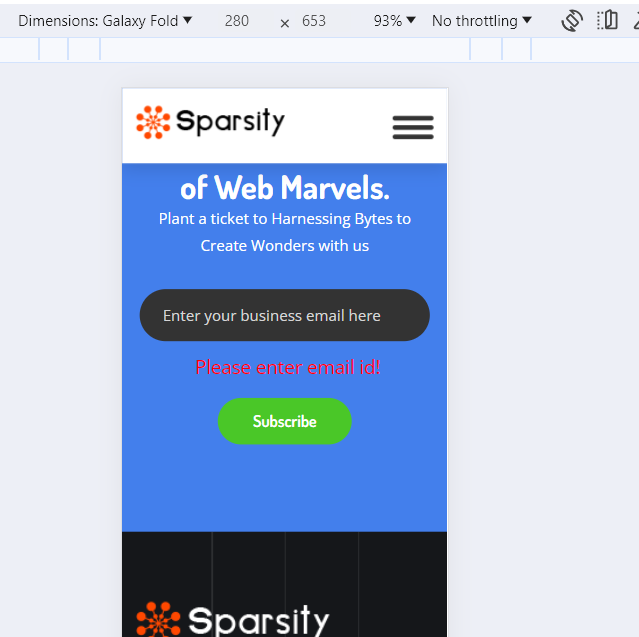 Dimensions: Galaxy Fold ▼ 280 × 653 93% ▼ No throttling ▼
Sparsity
of Web Marvels.
Plant a ticket to Harnessing Bytes to
Create Wonders with us
Enter your business email here
Please enter email id!
Subscribe
Sparsity